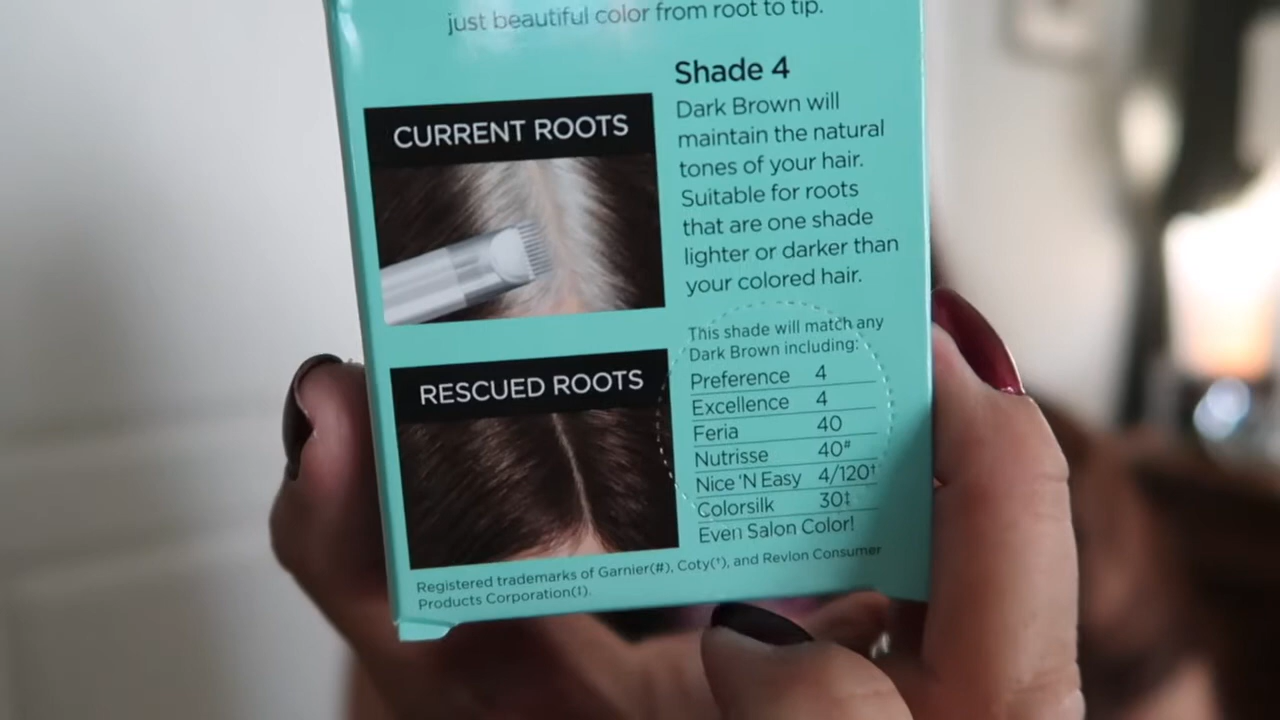 just beautiful color from root to tip.
Shade 4
Dark Brown will
maintain the natural
tones of your hair.
Suitable for roots
that are one shade
lighter or darker than
your colored hair.
CURRENT ROOTS
RESCUED ROOTS
This shade will match any
Dark Brown including:
Preference 4
Excellence 4
Feria 40
Nutrisse 40#
Nice 'N Easy 4/120†
Colorsilk 30‡
Even Salon Color!
Registered trademarks of Garnier(#), Coty(†), and Revlon Consumer
Products Corporation(‡).